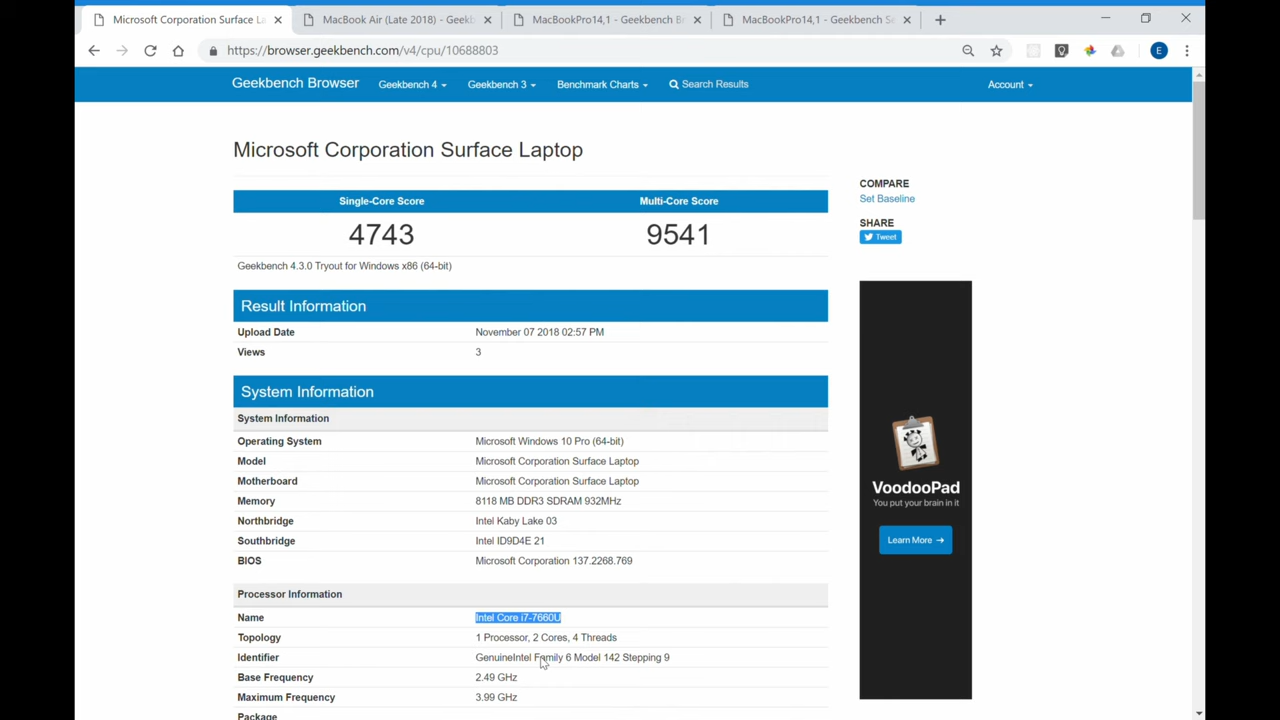 Microsoft Corporation Surface La
MacBook Air (Late 2018) - Geekb
MacBookPro14,1 - Geekbench B
MacBookPro14,1 - Geekbench Se
https://browser.geekbench.com/v4/cpu/10688803
E
Geekbench Browser
Geekbench 4
Geekbench 3
Benchmark Charts
Search Results
Account
Microsoft Corporation Surface Laptop
Single-Core Score Multi-Core Score
4743 9541
Geekbench 4.3.0 Tryout for Windows x86 (64-bit)
Result Information
Upload Date November 07 2018 02:57 PM
Views 3
System Information
System Information
Operating System Microsoft Windows 10 Pro (64-bit)
Model Microsoft Corporation Surface Laptop
Motherboard Microsoft Corporation Surface Laptop
Memory 8118 MB DDR3 SDRAM 932MHz
Northbridge Intel Kaby Lake 03
Southbridge Intel ID9D4E 21
BIOS Microsoft Corporation 137.2268.769
Processor Information
Name Intel Core i7-7660U
Topology 1 Processor, 2 Cores, 4 Threads
Identifier GenuineIntel Family 6 Model 142 Stepping 9
Base Frequency 2.49 GHz
Maximum Frequency 3.99 GHz
Package
COMPARE
Set Baseline
SHARE
Tweet
VoodooPad
You put your brain in it
Learn More →